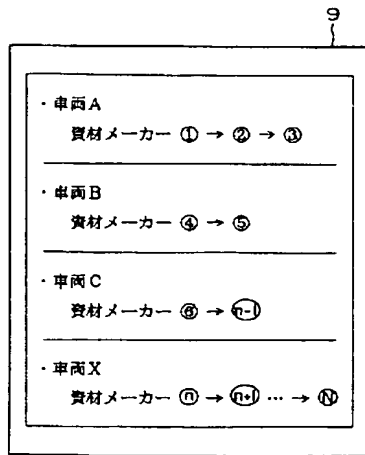 9
・車両A
資材メーカー ① → ② → ③
・車両B
資材メーカー ④ → ⑤
・車両C
資材メーカー ⑥ → (n-1)
・車両X
資材メーカー ⓝ → (n+1) … → Ⓝ